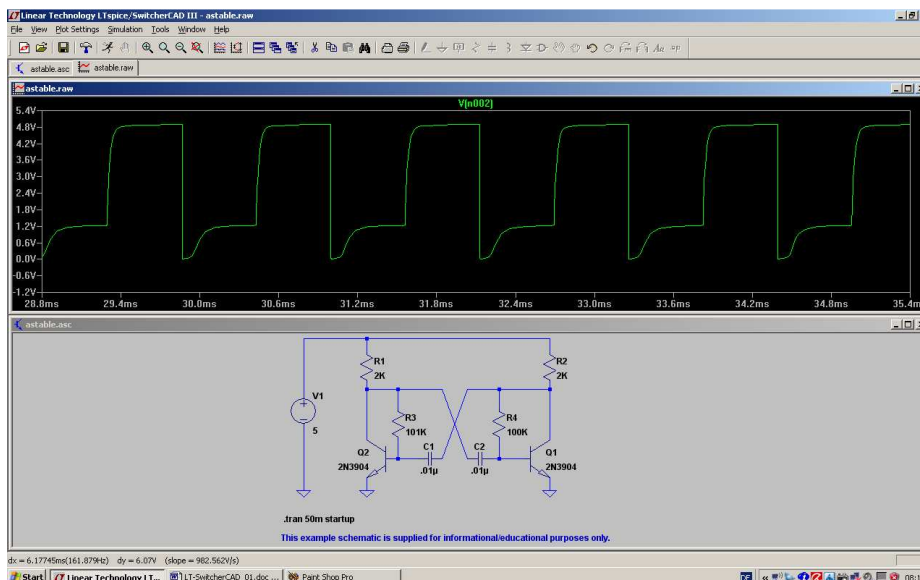 Linear Technology LTspice/SwitcherCAD III - astable.raw
File View Plot Settings Simulation Tools Window Help
astable.asc astable.raw
astable.raw
V(n002)
5.4V
4.8V
4.2V
3.6V
3.0V
2.4V
1.8V
1.2V
0.6V
0.0V
-0.6V
-1.2V
28.8ms 29.4ms 30.0ms 30.6ms 31.2ms 31.8ms 32.4ms 33.0ms 33.6ms 34.2ms 34.8ms 35.4m
astable.asc
R1
2K
R2
2K
V1
5
R3
101K
R4
100K
C1
.01µ
C2
.01µ
Q2
2N3904
Q1
2N3904
.tran 50m startup
This example schematic is supplied for informational/educational purposes only.
dx = 6.17745ms(161.879Hz) dy = 6.07V (slope = 982.562V/s)
Start Linear Technology LT... LT-SwitcherCAD_01.doc ... Paint Shop Pro DE